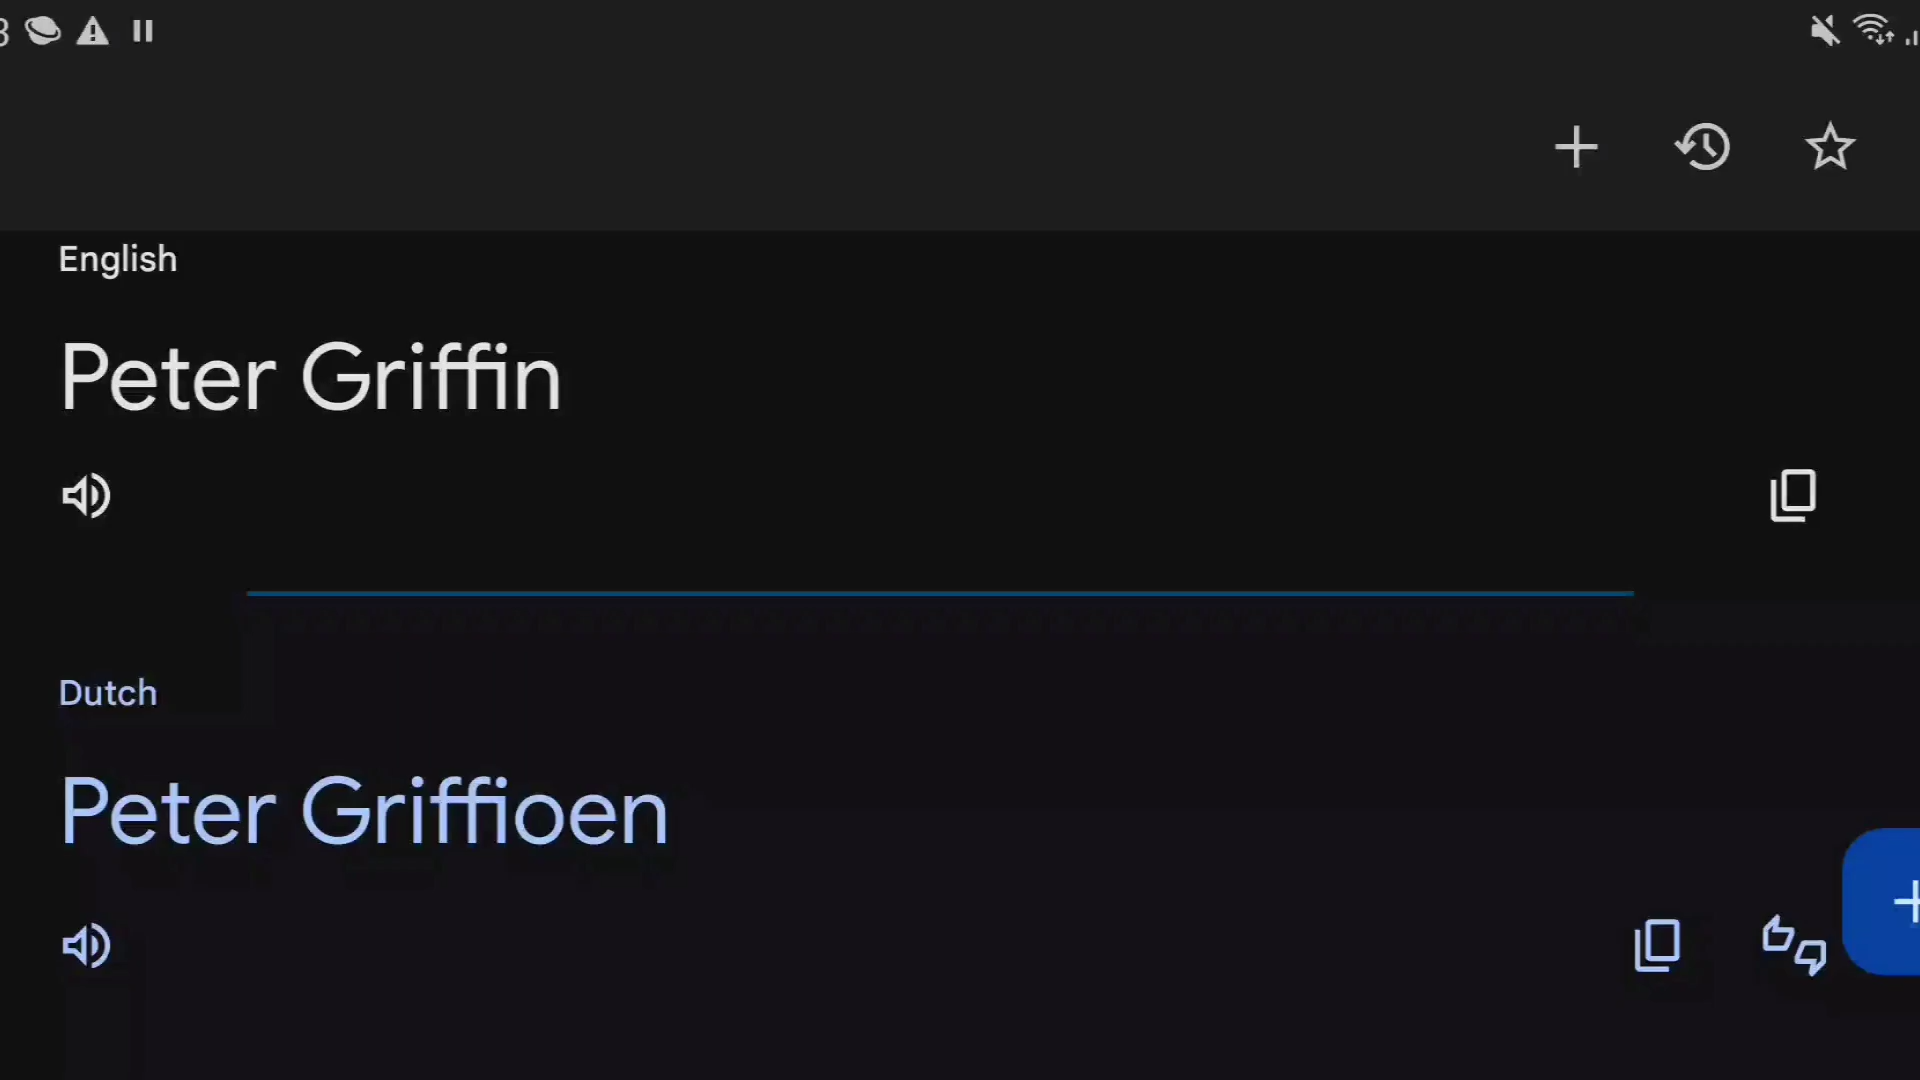 English
Peter Griffin
Dutch
Peter Griffioen